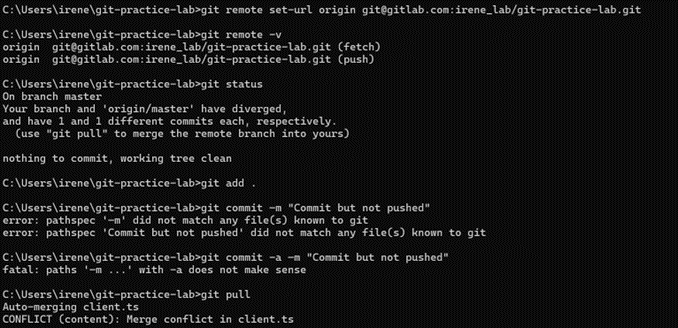 C:\Users\irene\git-practice-lab>git remote set-url origin git@gitlab.com:irene_lab/git-practice-lab.git
C:\Users\irene\git-practice-lab>git remote -v
origin  git@gitlab.com:irene_lab/git-practice-lab.git (fetch)
origin  git@gitlab.com:irene_lab/git-practice-lab.git (push)
C:\Users\irene\git-practice-lab>git status
On branch master
Your branch and 'origin/master' have diverged,
and have 1 and 1 different commits each, respectively.
  (use "git pull" to merge the remote branch into yours)
nothing to commit, working tree clean
C:\Users\irene\git-practice-lab>git add .
C:\Users\irene\git-practice-lab>git commit –m "Commit but not pushed"
error: pathspec '–m' did not match any file(s) known to git
error: pathspec 'Commit but not pushed' did not match any file(s) known to git
C:\Users\irene\git-practice-lab>git commit -a –m "Commit but not pushed"
fatal: paths '–m ...' with -a does not make sense
C:\Users\irene\git-practice-lab>git pull
Auto-merging client.ts
CONFLICT (content): Merge conflict in client.ts